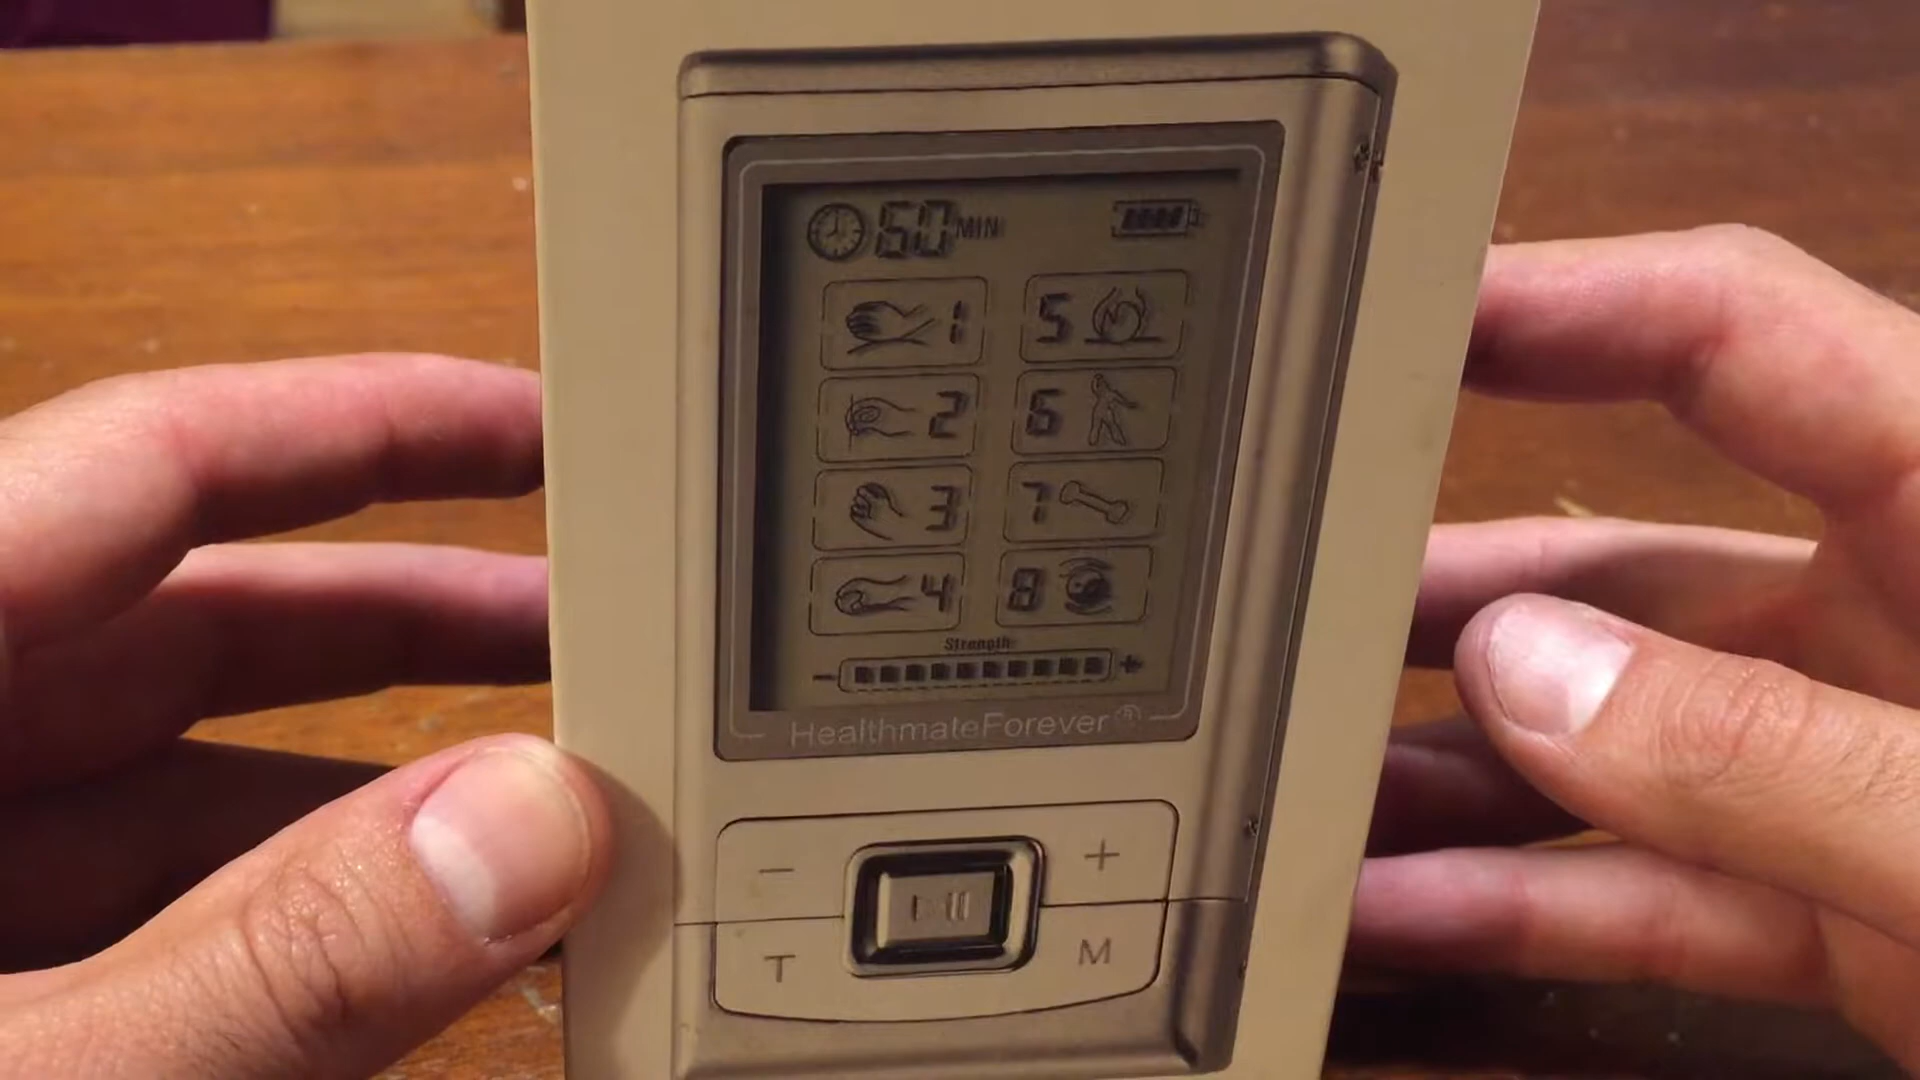 60 MIN
1 5
2 6
3 7
4 8
Strength
- +
HealthmateForever®
- +
T M